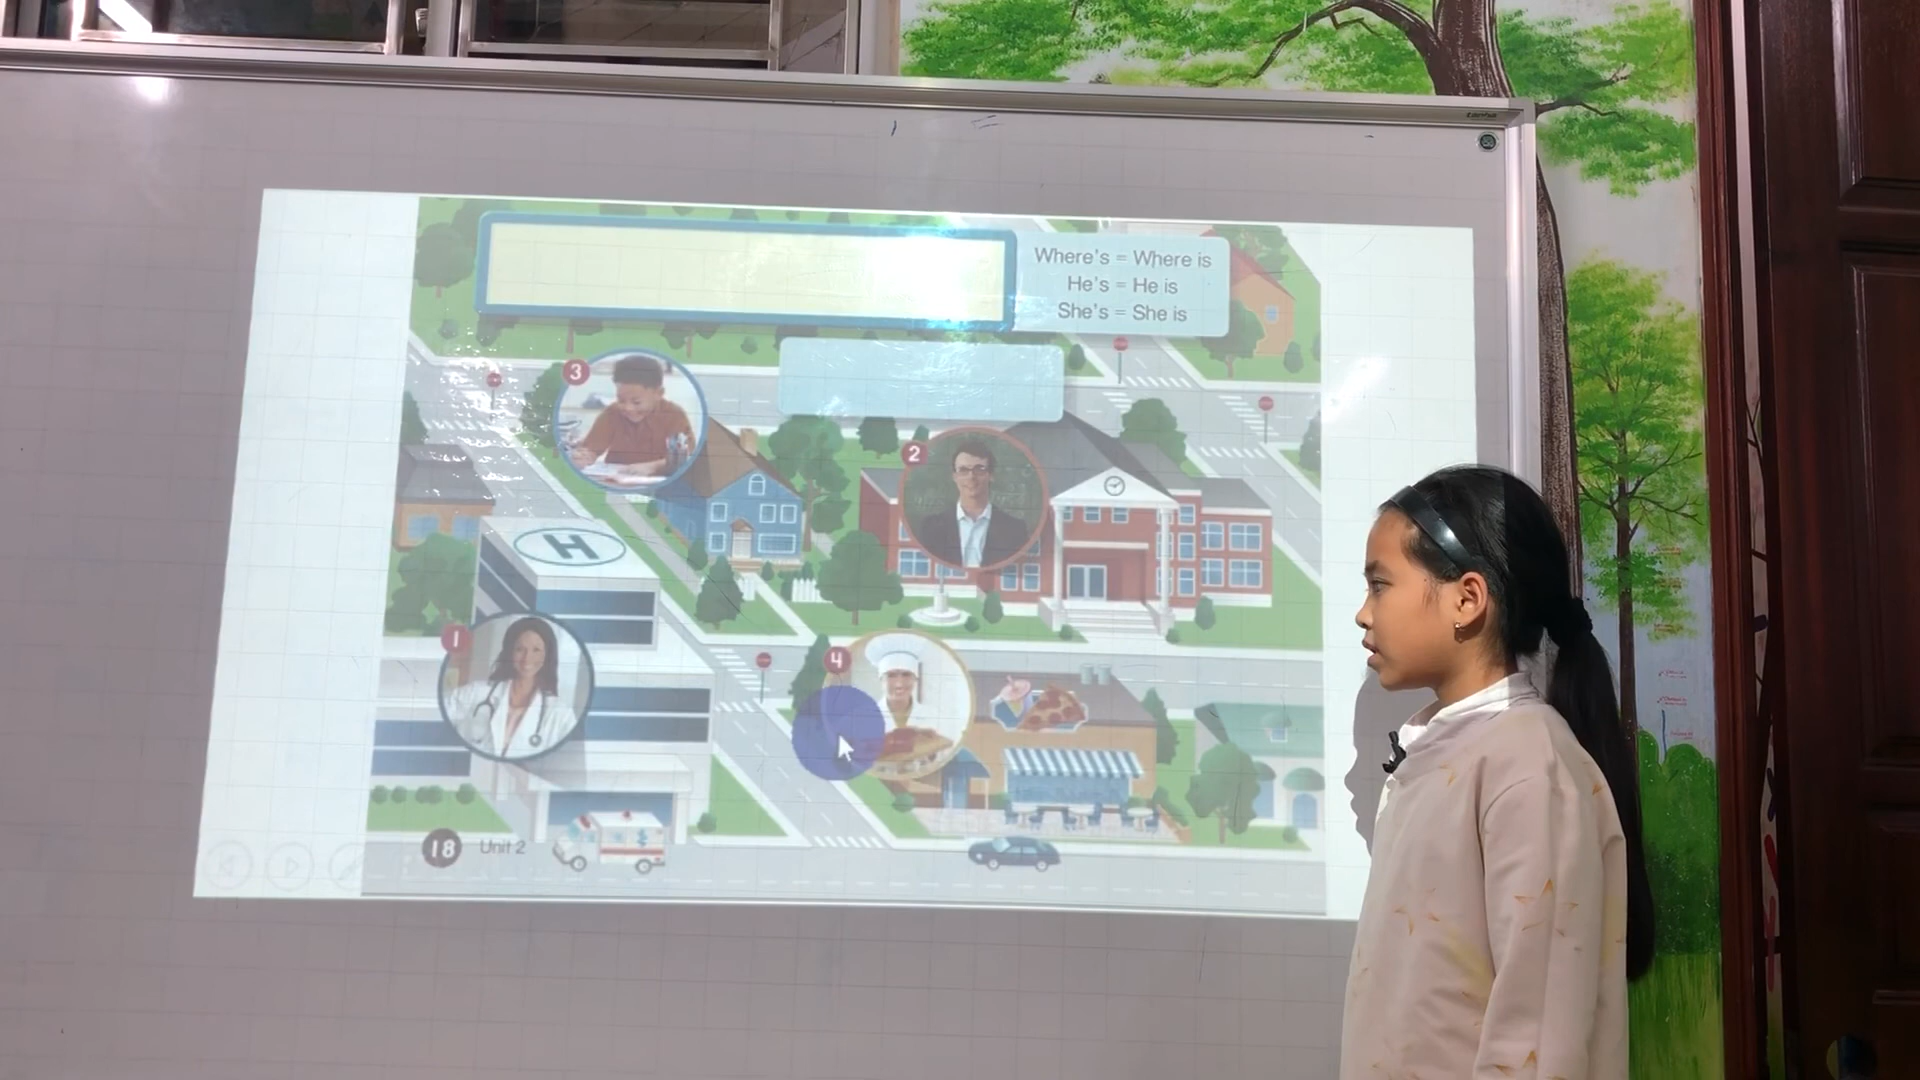 Where's = Where is
He's = He is
She's = She is
3
2
H
1
4
18 Unit 2